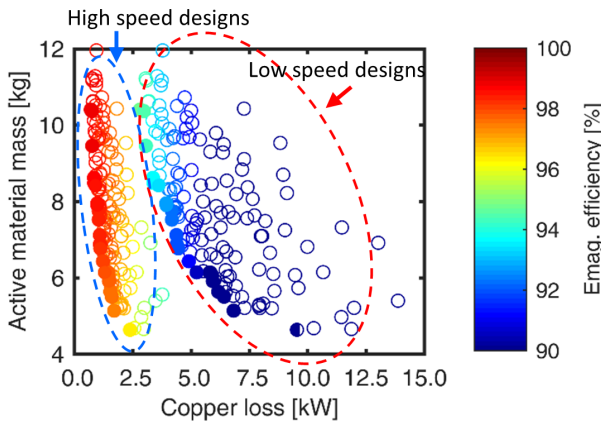 High speed designs
Low speed designs
Active material mass [kg]
12
10
8
6
4
0.0 2.5 5.0 7.5 10.0 12.5 15.0
Copper loss [kW]
100
98
96
94
92
90
Emag. efficiency [%]